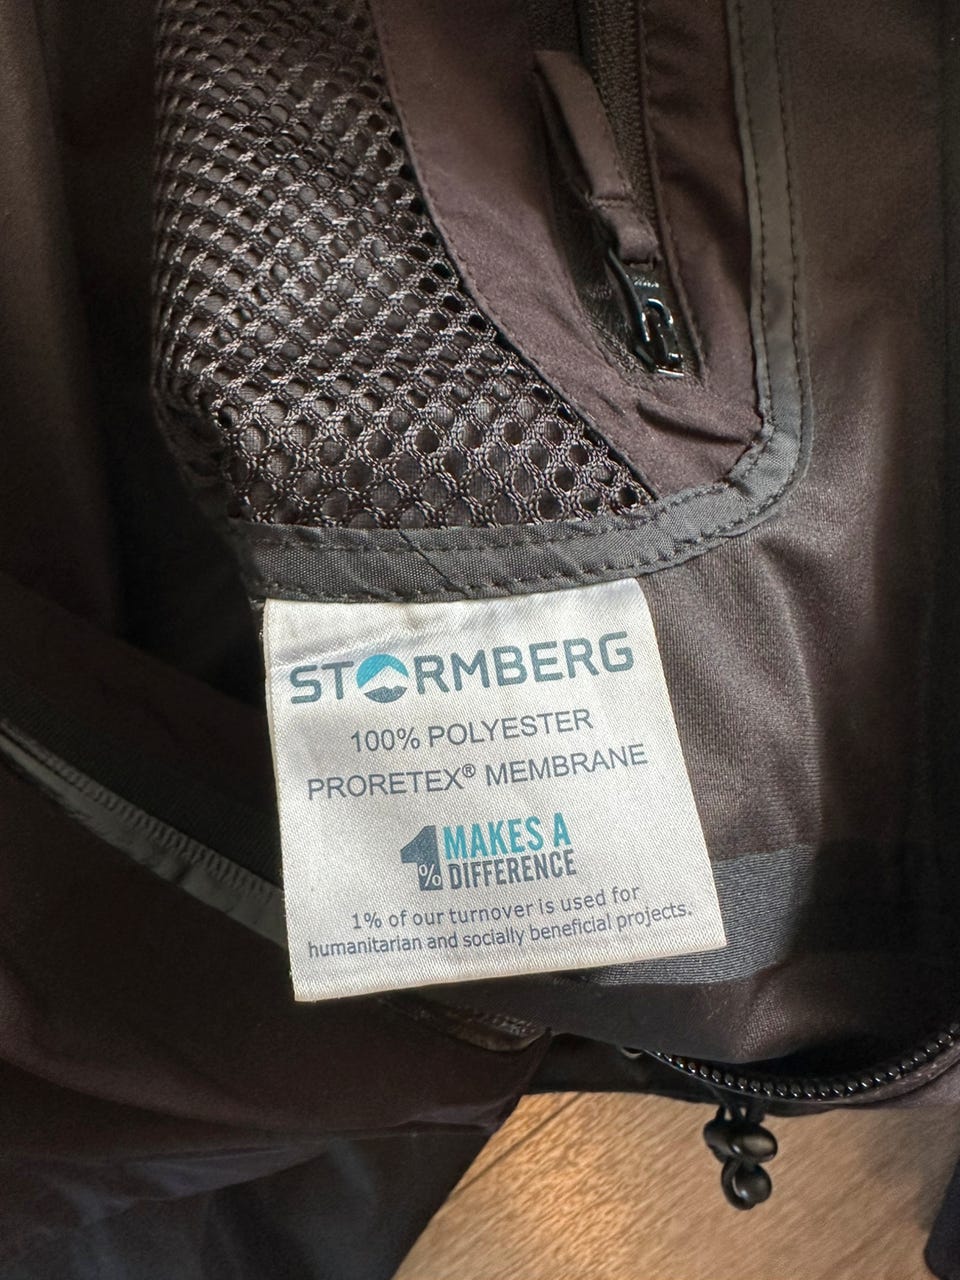 STORMBERG
100% POLYESTER
PRORETEX® MEMBRANE
1% MAKES A
DIFFERENCE
1% of our turnover is used for
humanitarian and socially beneficial projects.